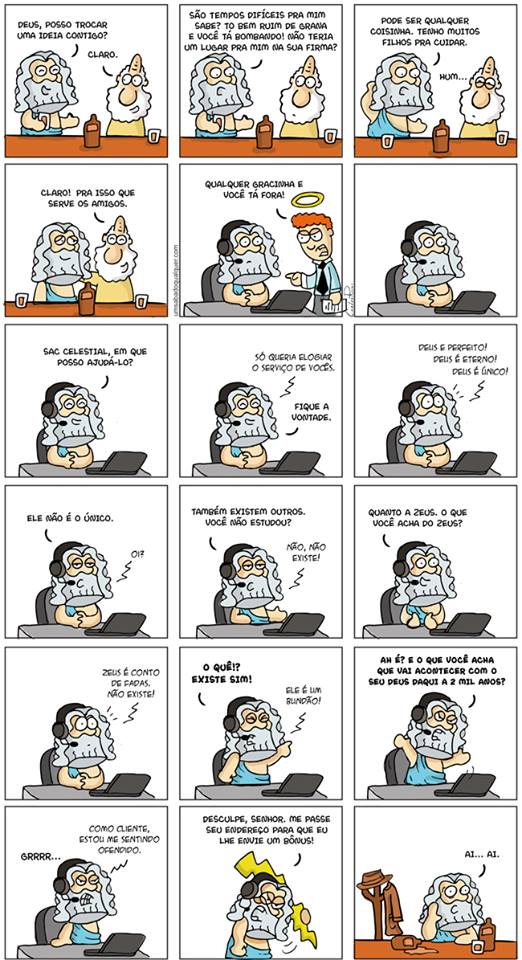 DEUS, POSSO TROCAR
UMA IDEIA CONTIGO?
CLARO.
SÃO TEMPOS DIFÍCEIS PRA MIM
SABE? TO BEM RUIM DE GRANA
E VOCÊ TÁ BOMBANDO! NÃO TERIA
UM LUGAR PRA MIM NA SUA FIRMA?
PODE SER QUALQUER
COISINHA. TENHO MUITOS
FILHOS PRA CUIDAR.
HUM...
CLARO! PRA ISSO QUE
SERVE OS AMIGOS.
umsabadoqualquer.com
QUALQUER GRACINHA E
VOCÊ TÁ FORA!
SAC CELESTIAL, EM QUE
POSSO AJUDÁ-LO?
SÓ QUERIA ELOGIAR
O SERVIÇO DE VOCÊS.
FIQUE A
VONTADE.
DEUS E PERFEITO!
DEUS É ETERNO!
DEUS É ÚNICO!
ELE NÃO É O ÚNICO.
OI?
TAMBÉM EXISTEM OUTROS.
VOCÊ NÃO ESTUDOU?
NÃO, NÃO
EXISTE!
QUANTO A ZEUS. O QUE
VOCÊ ACHA DO ZEUS?
ZEUS É CONTO
DE FADAS.
NÃO EXISTE!
O QUÊ!?
EXISTE SIM!
ELE É UM
BUNDÃO!
AH É? E O QUE VOCÊ ACHA
QUE VAI ACONTECER COM O
SEU DEUS DAQUI A 2 MIL ANOS?
GRRRR...
COMO CLIENTE,
ESTOU ME SENTINDO
OFENDIDO.
DESCULPE, SENHOR. ME PASSE
SEU ENDEREÇO PARA QUE EU
LHE ENVIE UM BÔNUS!
AI... AI.